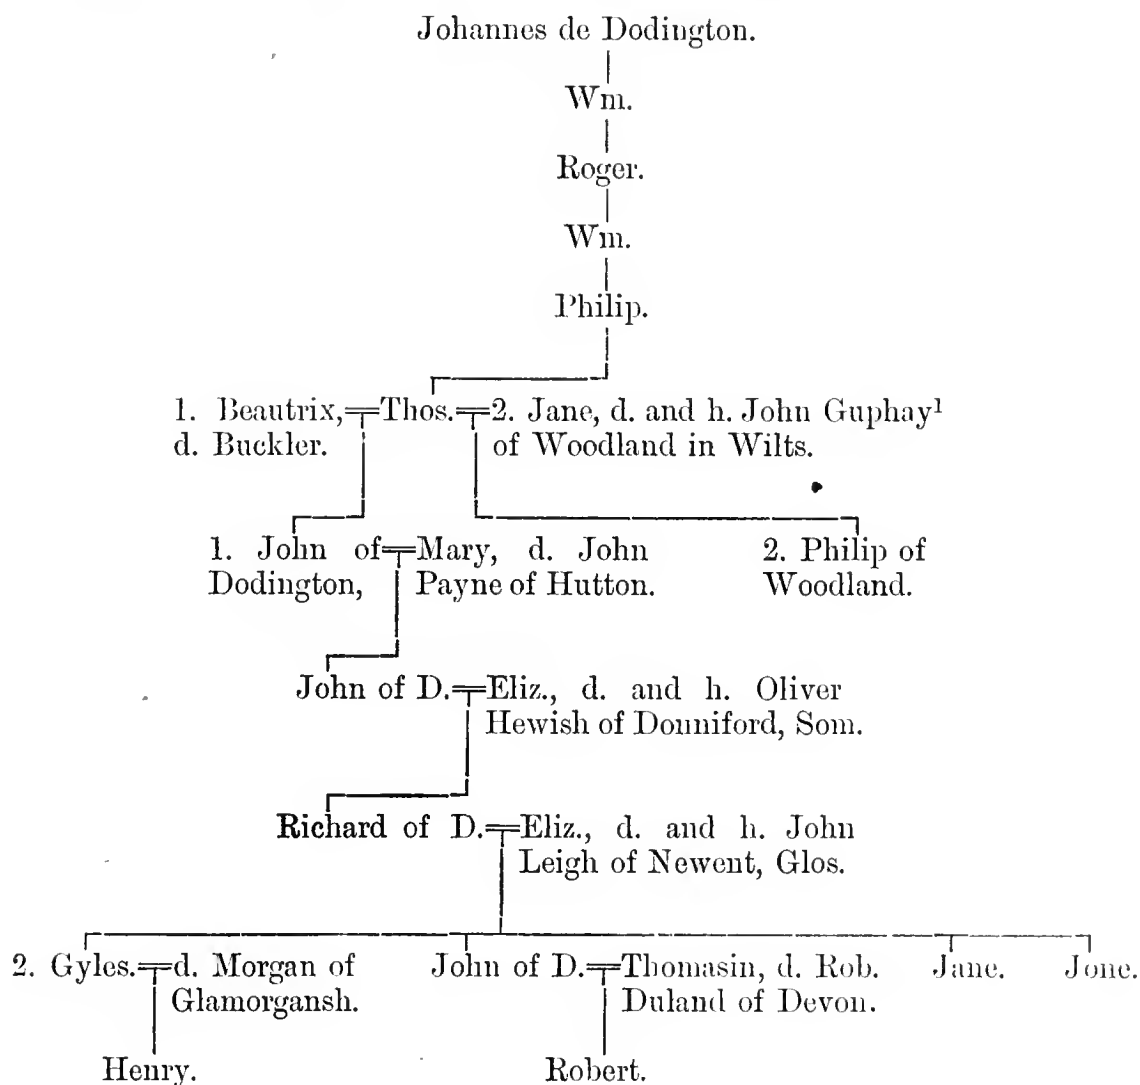 Johannes de Dodington.
Wm.
Roger.
Wm.
Philip.
1. Beautrix, Thos. 2. Jane, d. and h. John Guphay¹
d. Buckler. of Woodland in Wilts.
1. John of Mary, d. John 2. Philip of
Dodington, Payne of Hutton. Woodland.
John of D. Eliz., d. and h. Oliver
Hewish of Donniford, Som.
Richard of D. Eliz., d. and h. John
Leigh of Newent, Glos.
2. Gyles. d. Morgan of John of D. Thomasin, d. Rob. Jane. Jone.
Glamorgansh. Duland of Devon.
Henry. Robert.